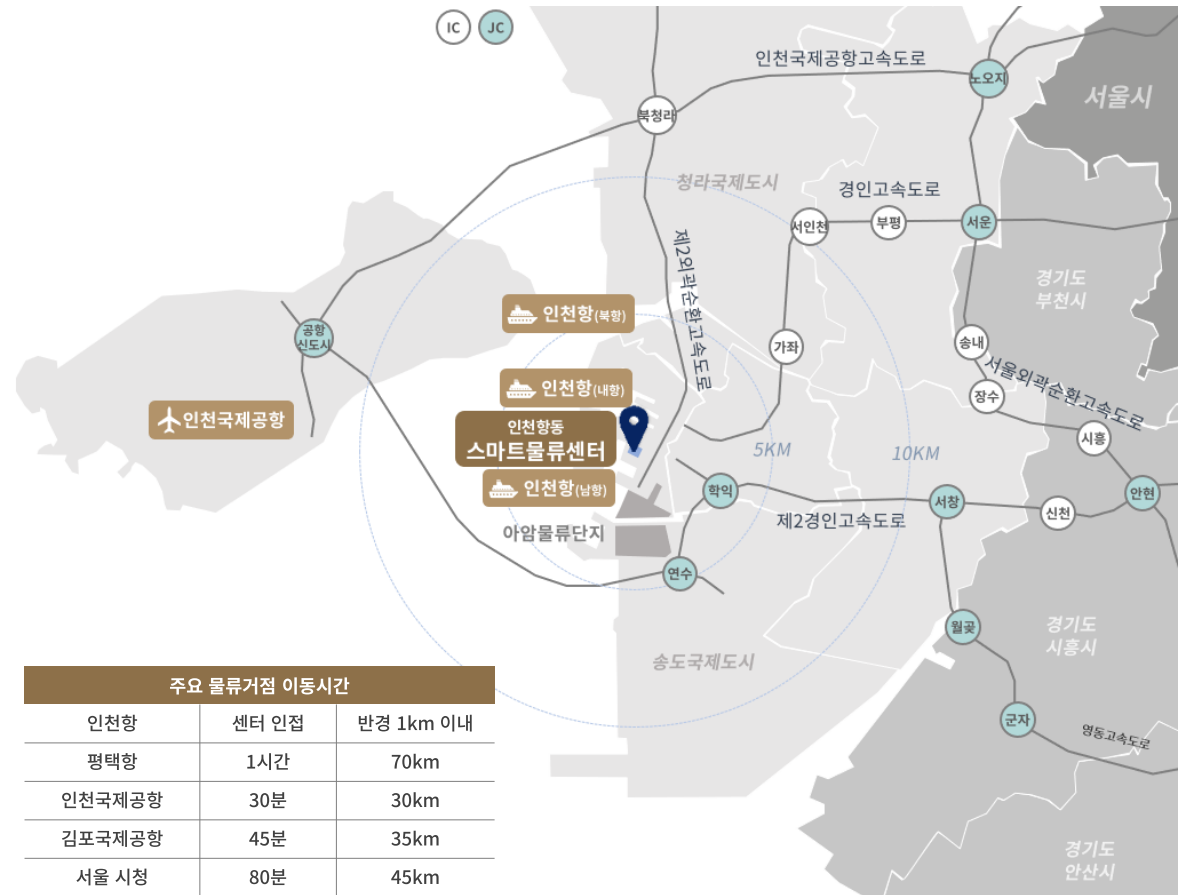 IC JC
인천국제공항고속도로
노오지
서울시
북청라
청라국제도시
경인고속도로
서인천
부평
서운
제2외곽순환고속도로
경기도
부천시
인천항(북항)
공항
신도시
가좌
송내
서울외곽순환고속도로
인천항(내항)
장수
인천국제공항
인천항동
스마트물류센터
5KM
10KM
시흥
인천항(남항)
학익
서창
신천
안현
제2경인고속도로
아암물류단지
연수
월곶
경기도
시흥시
송도국제도시
군자
영동고속도로
경기도
안산시
주요 물류거점 이동시간
인천항 센터 인접 반경 1km 이내
평택항 1시간 70km
인천국제공항 30분 30km
김포국제공항 45분 35km
서울 시청 80분 45km